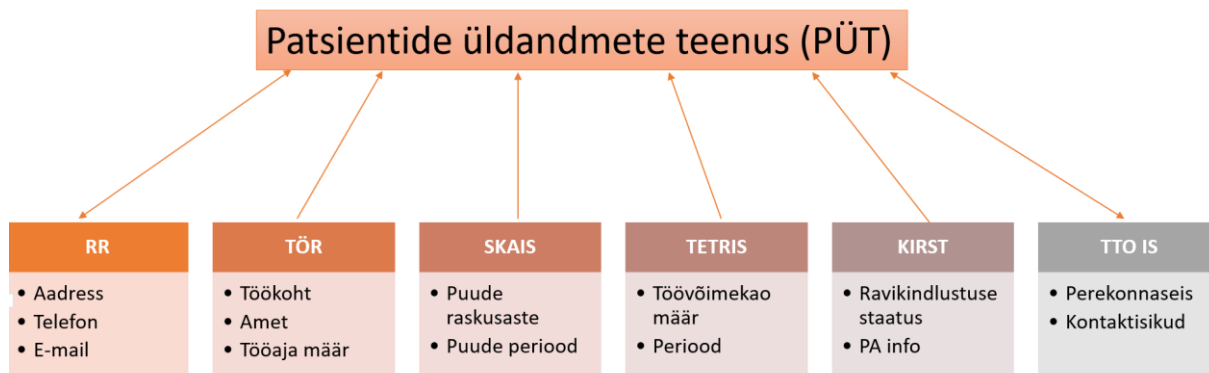 Patsientide üldandmete teenus (PÜT)
RR
• Aadress
• Telefon
• E-mail
TÖR
• Töökoht
• Amet
• Tööaja määr
SKAIS
• Puude
raskusaste
• Puude periood
TETRIS
• Töövõimekao
määr
• Periood
KIRST
• Ravikindlustuse
staatus
• PA info
TTO IS
• Perekonnaseis
• Kontaktisikud